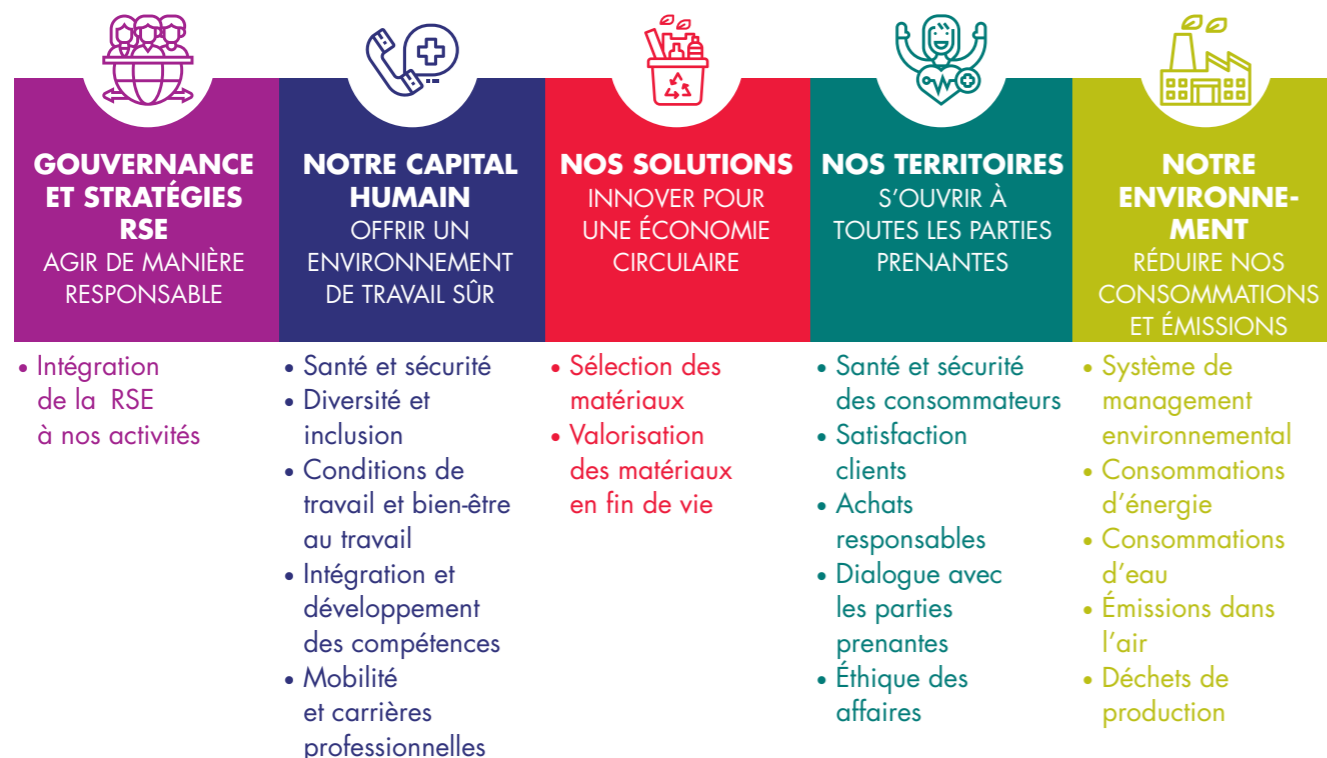 GOUVERNANCE
ET STRATÉGIES
RSE
AGIR DE MANIÈRE
RESPONSABLE
• Intégration
de la RSE
à nos activités
NOTRE CAPITAL
HUMAIN
OFFRIR UN
ENVIRONNEMENT
DE TRAVAIL SÛR
• Santé et sécurité
• Diversité et
inclusion
• Conditions de
travail et bien-être
au travail
• Intégration et
développement
des compétences
• Mobilité
et carrières
professionnelles
NOS SOLUTIONS
INNOVER POUR
UNE ÉCONOMIE
CIRCULAIRE
• Sélection des
matériaux
• Valorisation
des matériaux
en fin de vie
NOS TERRITOIRES
S’OUVRIR À
TOUTES LES PARTIES
PRENANTES
• Santé et sécurité
des consommateurs
• Satisfaction
clients
• Achats
responsables
• Dialogue avec
les parties
prenantes
• Éthique des
affaires
NOTRE
ENVIRONNE-
MENT
RÉDUIRE NOS
CONSOMMATIONS
ET ÉMISSIONS
• Système de
management
environnemental
• Consommations
d’énergie
• Consommations
d’eau
• Émissions dans
l’air
• Déchets de
production